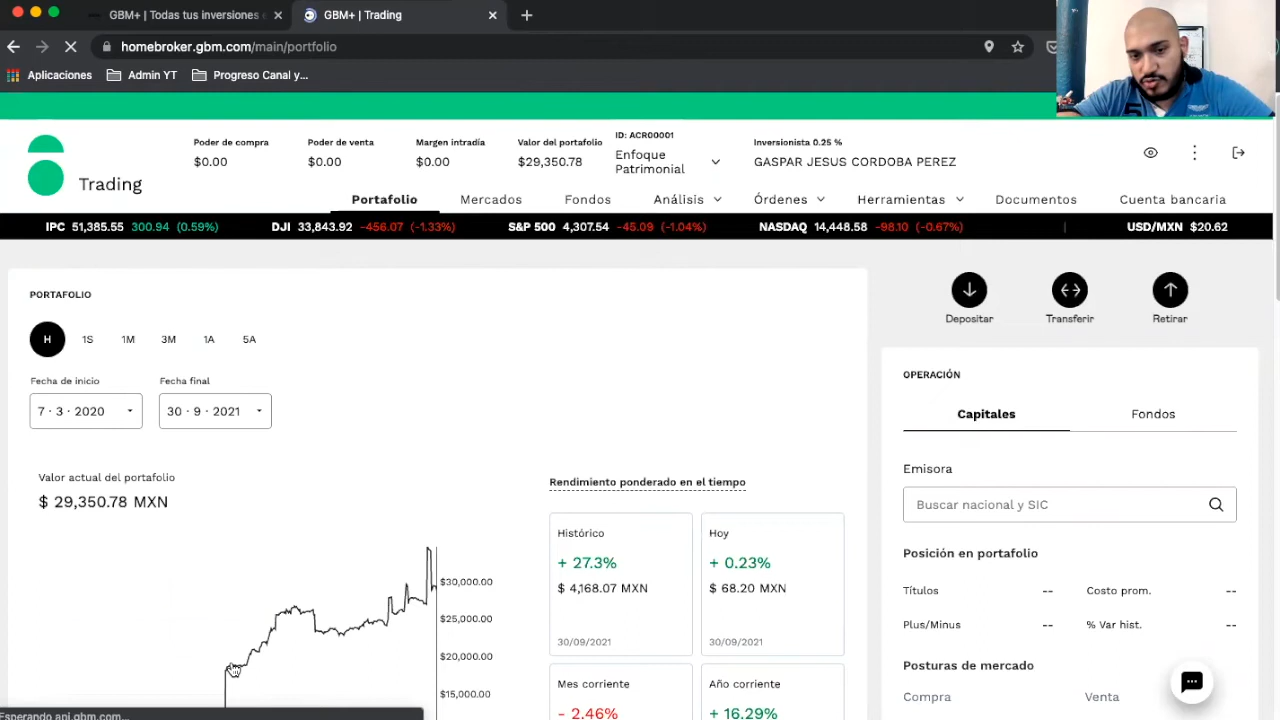 GBM+ | Todas tus inversiones e
GBM+ | Trading
homebroker.gbm.com/main/portfolio
Aplicaciones
Admin YT
Progreso Canal y...
Trading
Poder de compra
$0.00
Poder de venta
$0.00
Margen intradía
$0.00
Valor del portafolio
$29,350.78
ID: ACR00001
Enfoque
Patrimonial
Inversionista 0.25 %
GASPAR JESUS CORDOBA PEREZ
Portafolio Mercados Fondos Análisis Órdenes Herramientas Documentos Cuenta bancaria
IPC 51,385.55 300.94 (0.59%) DJI 33,843.92 -456.07 (-1.33%) S&P 500 4,307.54 -45.09 (-1.04%) NASDAQ 14,448.58 -98.10 (-0.67%) | USD/MXN $20.62
PORTAFOLIO
H 1S 1M 3M 1A 5A
Fecha de inicio
7 · 3 · 2020
Fecha final
30 · 9 · 2021
Valor actual del portafolio
$ 29,350.78 MXN
$30,000.00
$25,000.00
$20,000.00
$15,000.00
Rendimiento ponderado en el tiempo
Histórico
+ 27.3%
$ 4,168.07 MXN
30/09/2021
Hoy
+ 0.23%
$ 68.20 MXN
30/09/2021
Mes corriente
- 2.46%
Año corriente
+ 16.29%
Depositar Transferir Retirar
OPERACIÓN
Capitales Fondos
Emisora
Buscar nacional y SIC
Posición en portafolio
Títulos -- Costo prom. --
Plus/Minus -- % Var hist. --
Posturas de mercado
Compra Venta
Esperando api.gbm.com...